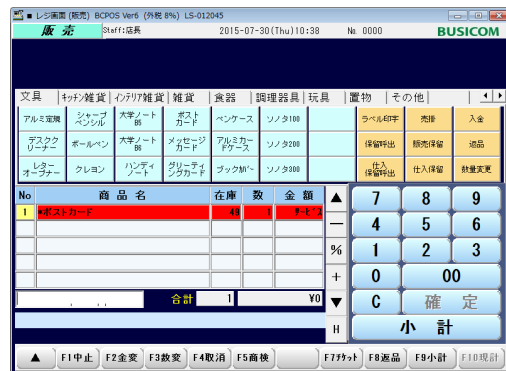 ■ レジ画面 (販売) BCPOS Ver6 (外税 8%) LS-012045
販 売 Staff:店長 2015-07-30(Thu)10:38 No. 0000 BUSICOM
文具 キッチン雑貨 インテリア雑貨 雑貨 食器 調理器具 玩具 置物 その他
アルミ定規 シャープペンシル 大学ノートB5 ポストカード ペンケース ソノタ100 ラベル印字 売掛 入金
デスククリーナー ボールペン 大学ノートB6 メッセージカード アルミカードケース ソノタ200 保留呼出 販売保留 返品
レターオープナー クレヨン ハンディノート グリーティングカード ブックカバー ソノタ300 仕入保留呼出 仕入保留 数量変更
No 商 品 名 在庫 数 金 額 ▲ 7 8 9
1 *ポストカード 48 1 サービス ― 4 5 6
% 1 2 3
+ 0 00
合計 1 ¥0 ▼ C 確 定
H 小 計
▲ F1中止 F2金変 F3数変 F4取消 F5商検 F7チケット F8返品 F9小計 F10現計